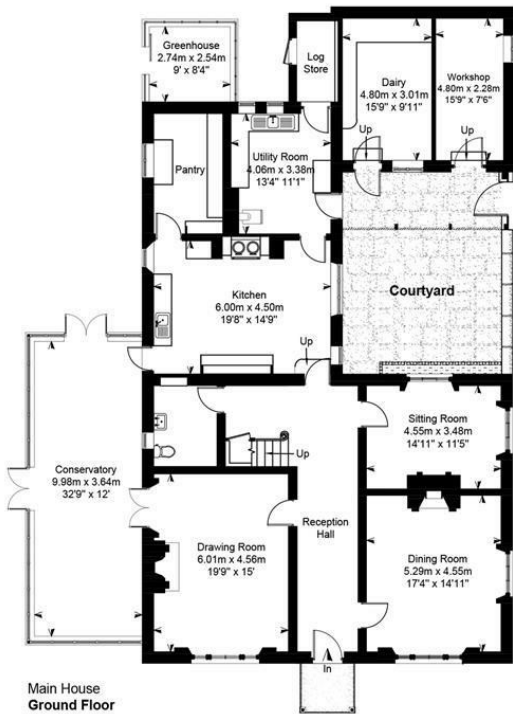 Greenhouse
2.74m x 2.54m
9' x 8'4"
Log
Store
Dairy
4.80m x 3.01m
15'9" x 9'11"
Workshop
4.80m x 2.28m
15'9" x 7'6"
Up
Up
Pantry
Utility Room
4.06m x 3.38m
13'4" 11'1"
Kitchen
6.00m x 4.50m
19'8" x 14'9"
Courtyard
Up
Conservatory
9.98m x 3.64m
32'9" x 12'
Up
Sitting Room
4.55m x 3.48m
14'11" x 11'5"
Drawing Room
6.01m x 4.56m
19'9" x 15'
Reception
Hall
Dining Room
5.29m x 4.55m
17'4" x 14'11"
In
Main House
Ground Floor